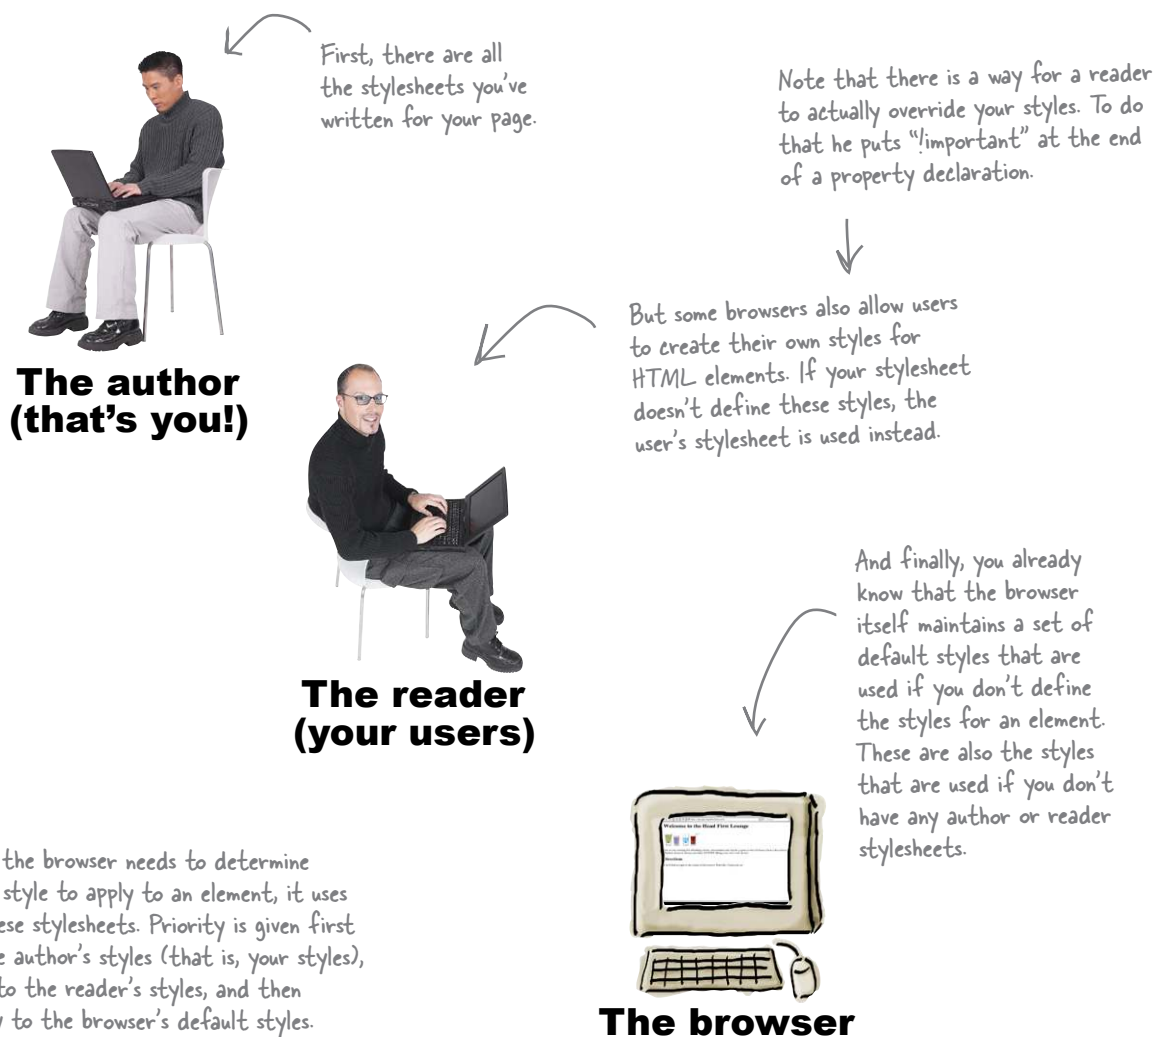 First, there are all
the stylesheets you've
written for your page.
Note that there is a way for a reader
to actually override your styles. To do
that he puts "!important" at the end
of a property declaration.
The author
(that's you!)
But some browsers also allow users
to create their own styles for
HTML elements. If your stylesheet
doesn't define these styles, the
user's stylesheet is used instead.
The reader
(your users)
And finally, you already
know that the browser
itself maintains a set of
default styles that are
used if you don't define
the styles for an element.
These are also the styles
that are used if you don't
have any author or reader
stylesheets.
the browser needs to determine
style to apply to an element, it uses
ese stylesheets. Priority is given first
e author's styles (that is, your styles),
to the reader's styles, and then
y to the browser's default styles.
Welcome to the Head First Lounge
Directions
The browser